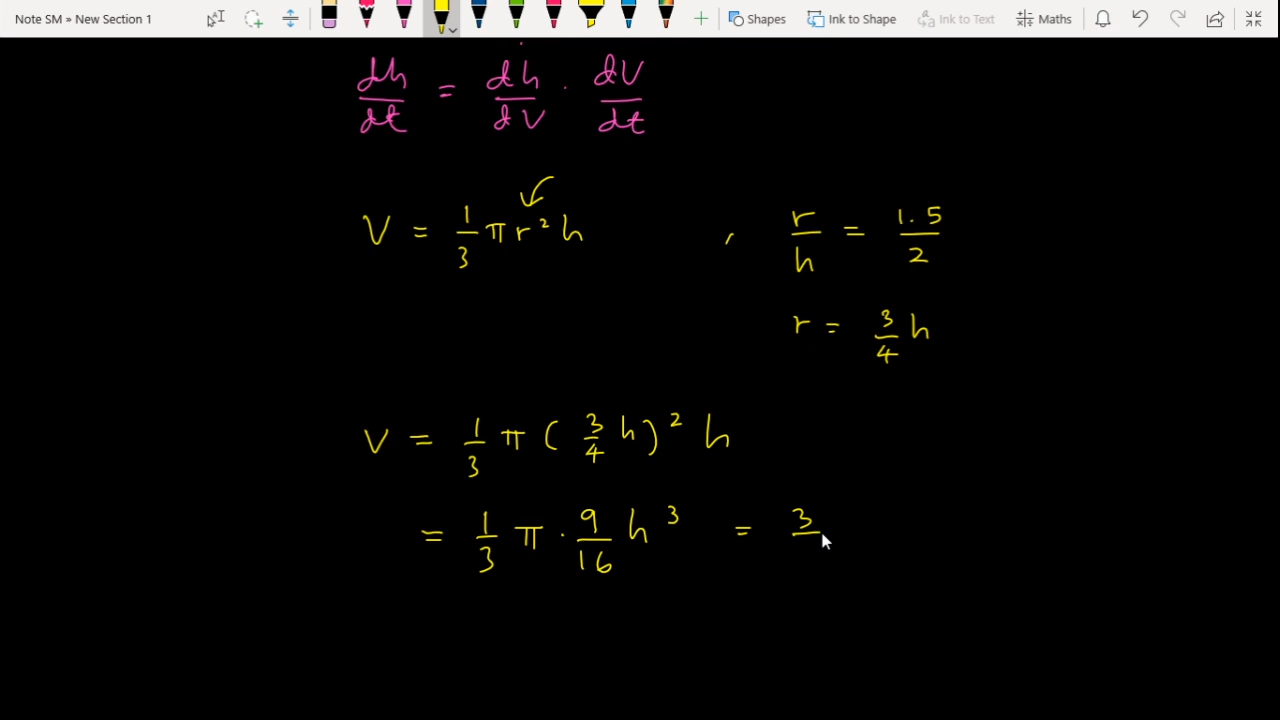 Note SM » New Section 1 Shapes Ink to Shape Ink to Text Maths
dh/dt = dh/dV · dV/dt
V = 1/3 π r² h , r/h = 1.5/2
r = 3/4 h
V = 1/3 π ( 3/4 h )² h
= 1/3 π · 9/16 h³ = 3/